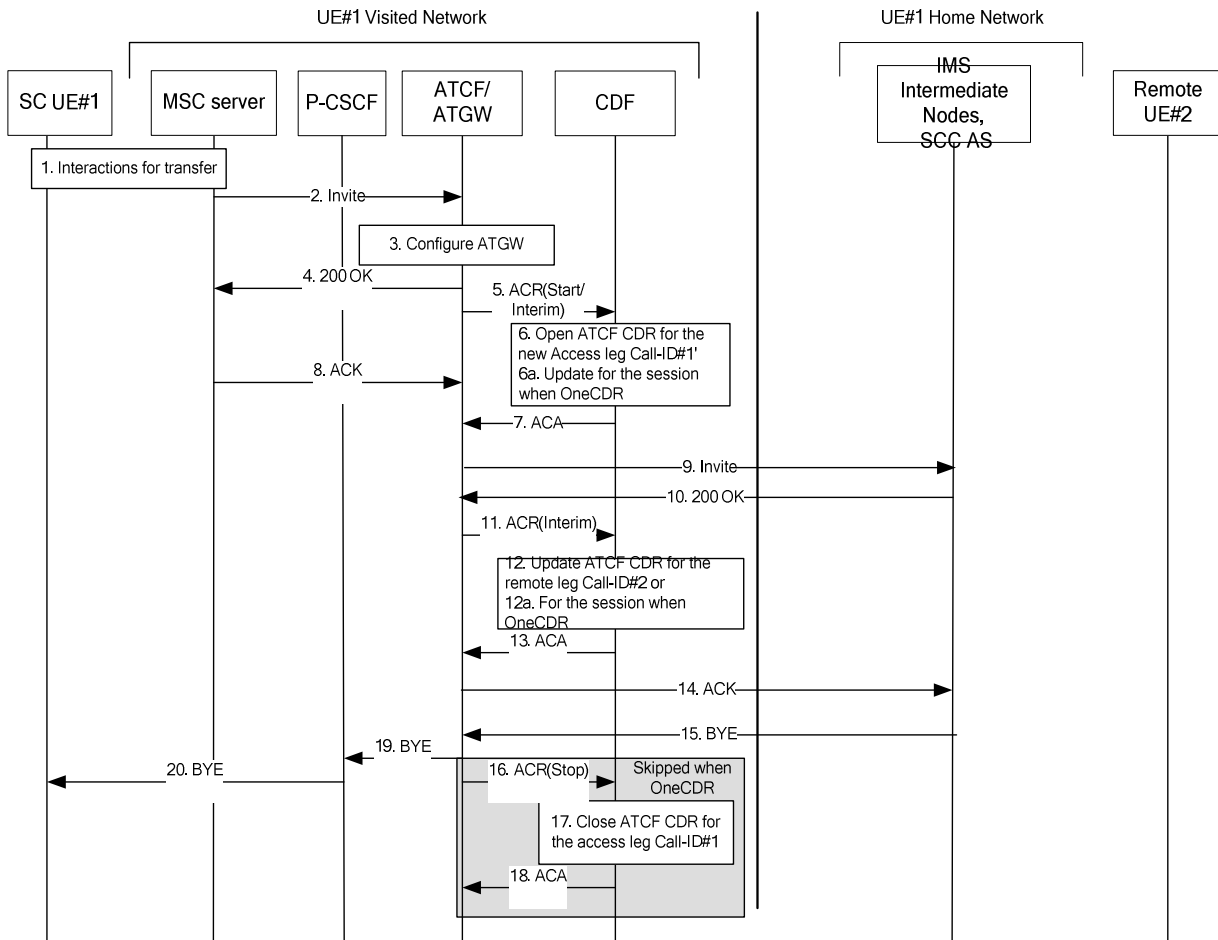 UE#1 Visited Network
UE#1 Home Network
SC UE#1
MSC server
P-CSCF
ATCF/
ATGW
CDF
IMS
Intermediate
Nodes,
SCC AS
Remote
UE#2
1. Interactions for transfer
2. Invite
3. Configure ATGW
4. 200 OK
5. ACR(Start/
Interim)
6. Open ATCF CDR for the
new Access leg Call-ID#1'
6a. Update for the session
when OneCDR
8. ACK
7. ACA
9. Invite
10. 200 OK
11. ACR(Interim)
12. Update ATCF CDR for the
remote leg Call-ID#2 or
12a. For the session when
OneCDR
13. ACA
14. ACK
15. BYE
19. BYE
20. BYE
16. ACR(Stop)
Skipped when
OneCDR
17. Close ATCF CDR for
the access leg Call-ID#1
18. ACA